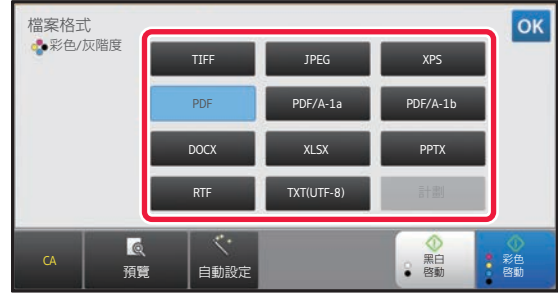 檔案格式
彩色/灰階度
OK
TIFF
JPEG
XPS
PDF
PDF/A-1a
PDF/A-1b
DOCX
XLSX
PPTX
RTF
TXT(UTF-8)
計劃
CA
預覽
自動設定
黑白
啓動
彩色
啓動